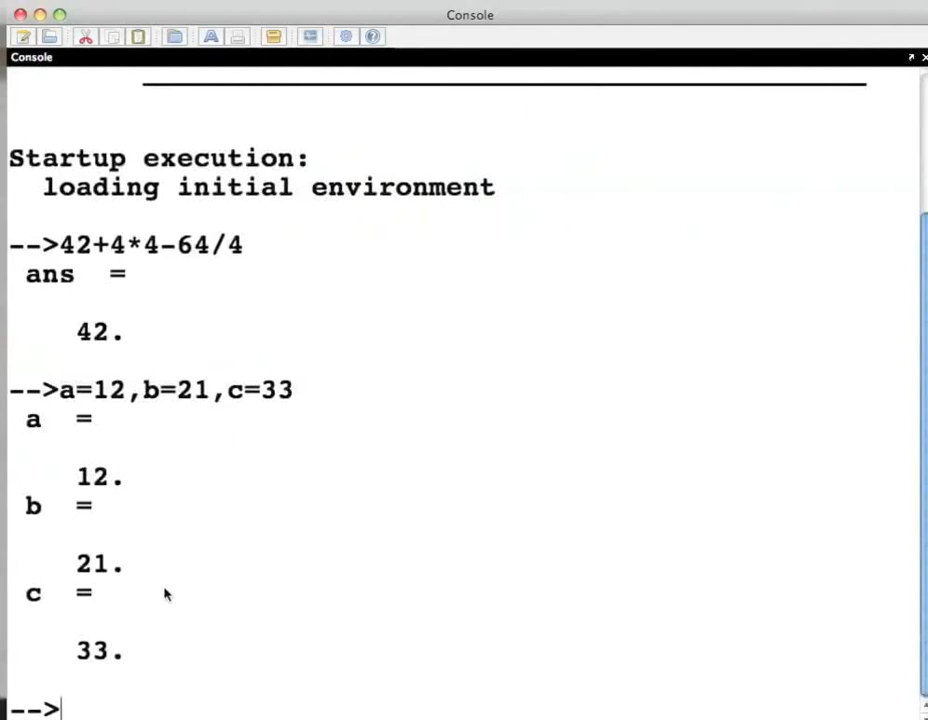 Console
Console
Startup execution:
loading initial environment
-->42+4*4-64/4
ans =
42.
-->a=12,b=21,c=33
a =
12.
b =
21.
c =
33.
-->